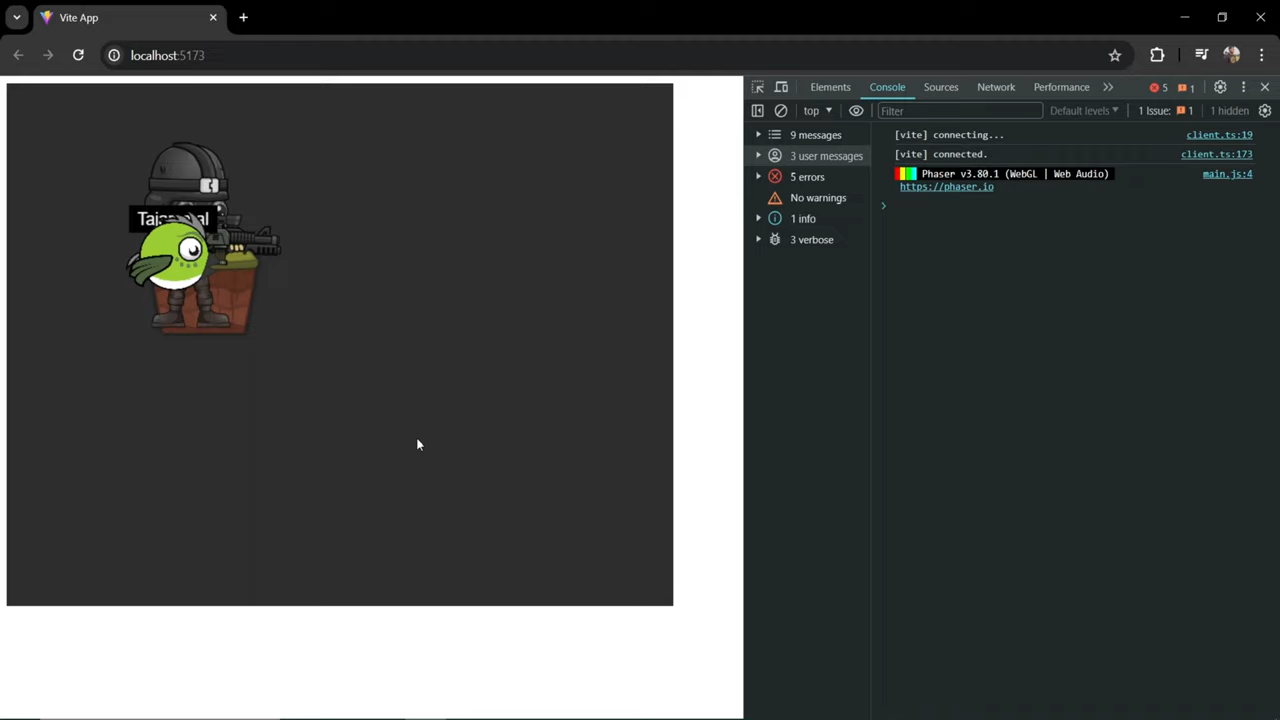 Vite App
localhost:5173
Elements
Console
Sources
Network
Performance
5
1
top
Filter
Default levels
1 Issue:
1
1 hidden
9 messages
3 user messages
5 errors
No warnings
1 info
3 verbose
[vite] connecting... client.ts:19
[vite] connected. client.ts:173
Phaser v3.80.1 (WebGL | Web Audio) main.js:4
https://phaser.io